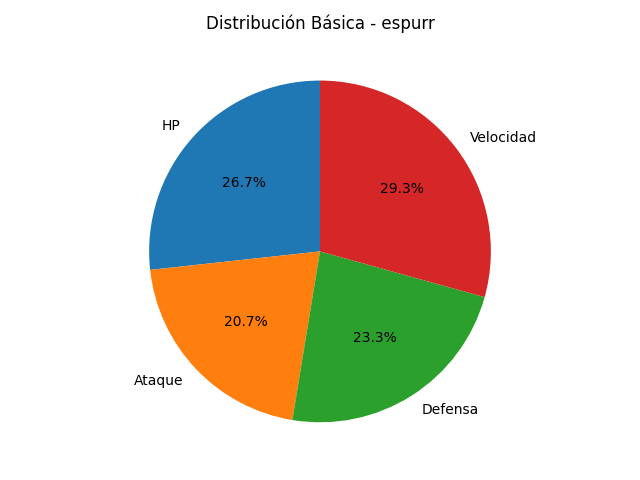 Distribución Básica - espurr
HP
Velocidad
26.7%
29.3%
20.7%
23.3%
Ataque
Defensa